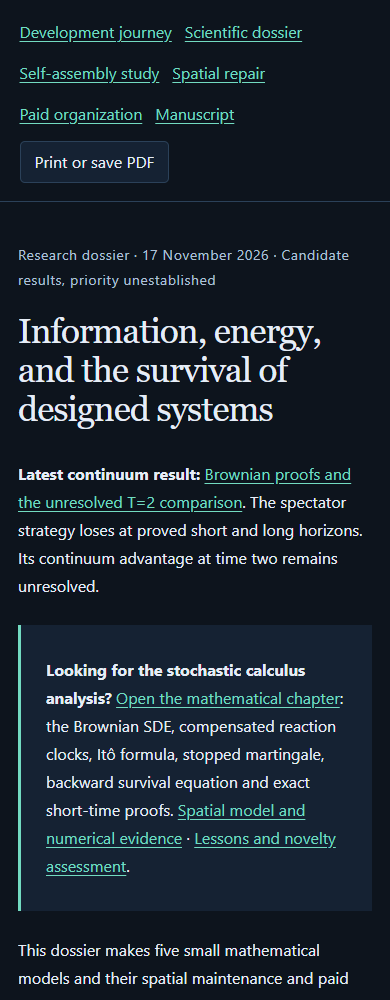 Development journey Scientific dossier
Self-assembly study Spatial repair
Paid organization Manuscript
Print or save PDF
Research dossier · 17 November 2026 · Candidate
results, priority unestablished
Information, energy,
and the survival of
designed systems
Latest continuum result: Brownian proofs and
the unresolved T=2 comparison. The spectator
strategy loses at proved short and long horizons.
Its continuum advantage at time two remains
unresolved.
Looking for the stochastic calculus
analysis? Open the mathematical chapter:
the Brownian SDE, compensated reaction
clocks, Itô formula, stopped martingale,
backward survival equation and exact
short-time proofs. Spatial model and
numerical evidence · Lessons and novelty
assessment.
This dossier makes five small mathematical
models and their spatial maintenance and paid